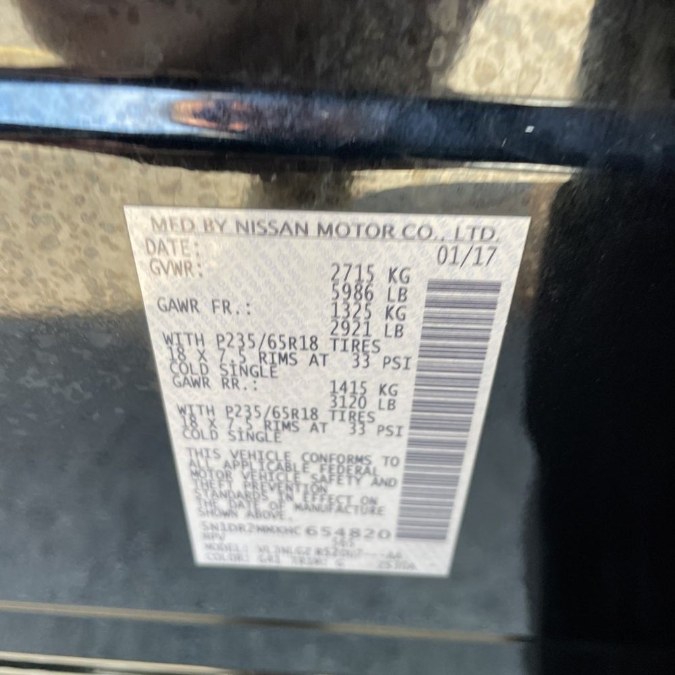 MFD BY NISSAN MOTOR CO., LTD.
DATE: 01/17
GVWR: 2715 KG
5986 LB
GAWR FR.: 1325 KG
2921 LB
WITH P235/65R18 TIRES
18 X 7.5 RIMS AT 33 PSI
COLD SINGLE
GAWR RR.: 1415 KG
3120 LB
WITH P235/65R18 TIRES
18 X 7.5 RIMS AT 33 PSI
COLD SINGLE
THIS VEHICLE CONFORMS TO
ALL APPLICABLE FEDERAL
MOTOR VEHICLE SAFETY AND
THEFT PREVENTION
STANDARDS IN EFFECT ON
THE DATE OF MANUFACTURE
SHOWN ABOVE.
654820
MPV
MODEL:
COLOR: TRIM: G